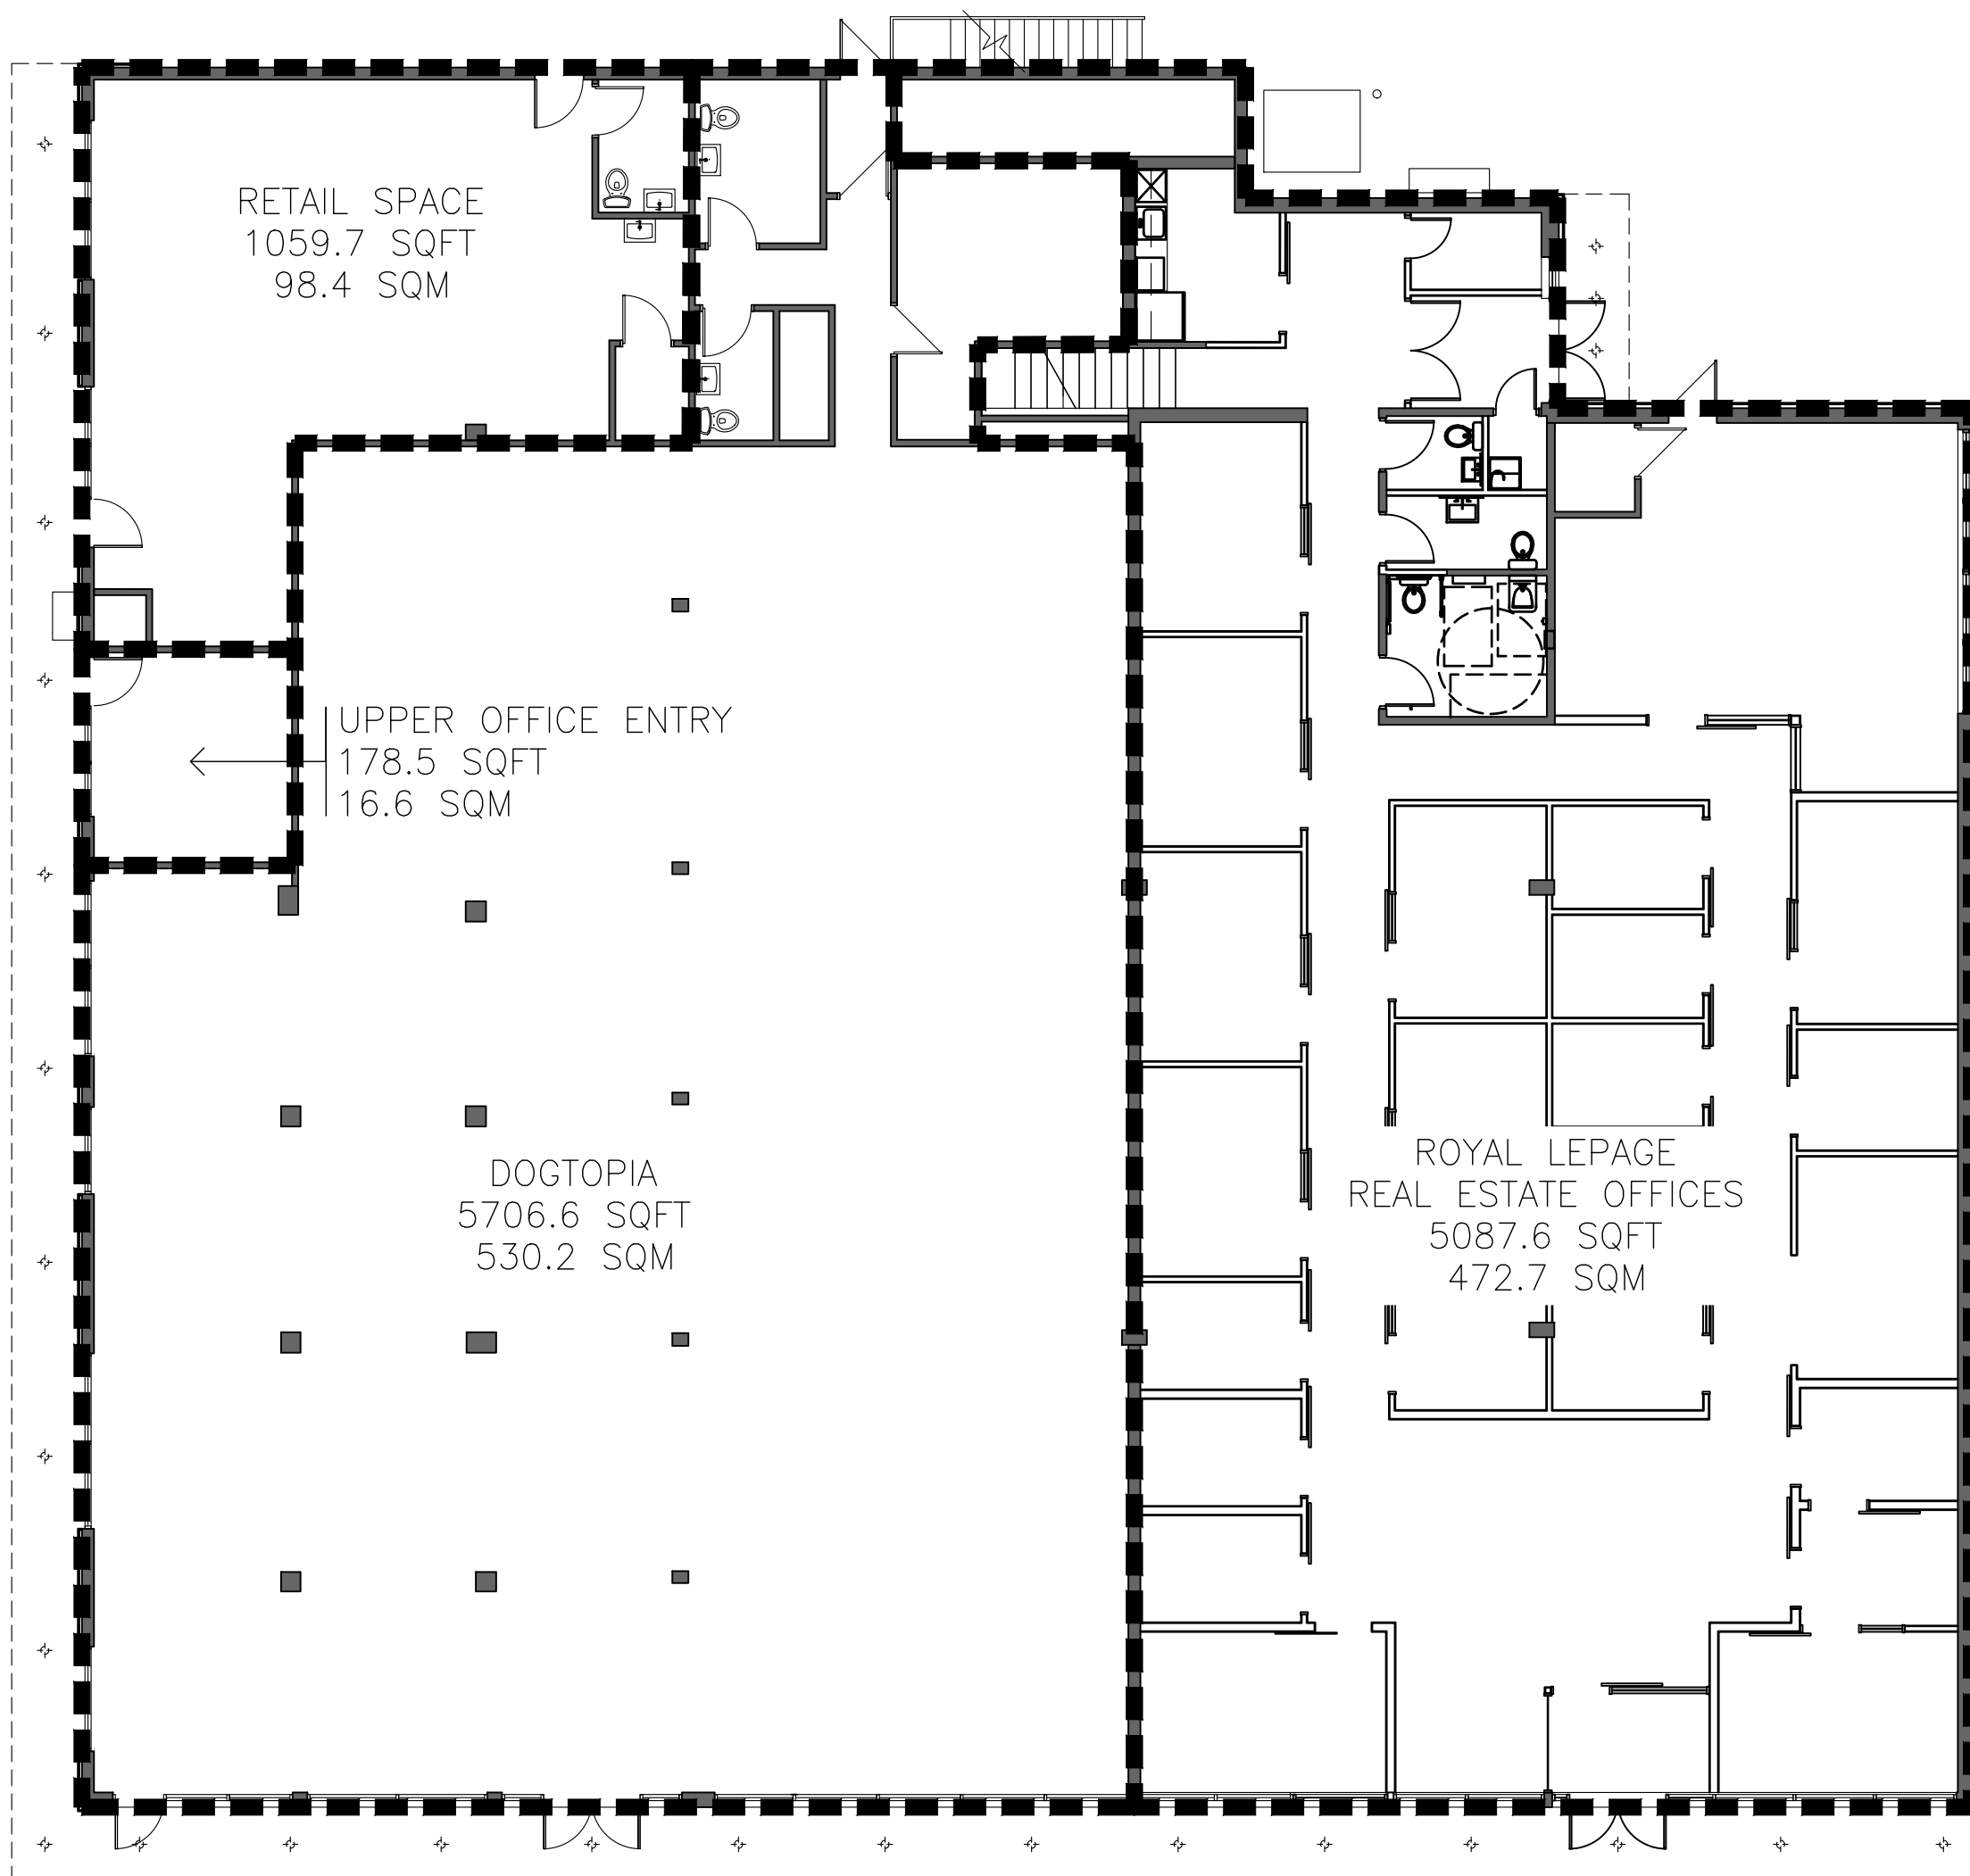 RETAIL SPACE
1059.7 SQFT
98.4 SQM
UPPER OFFICE ENTRY
178.5 SQFT
16.6 SQM
DOGTOPIA
5706.6 SQFT
530.2 SQM
ROYAL LEPAGE
REAL ESTATE OFFICES
5087.6 SQFT
472.7 SQM